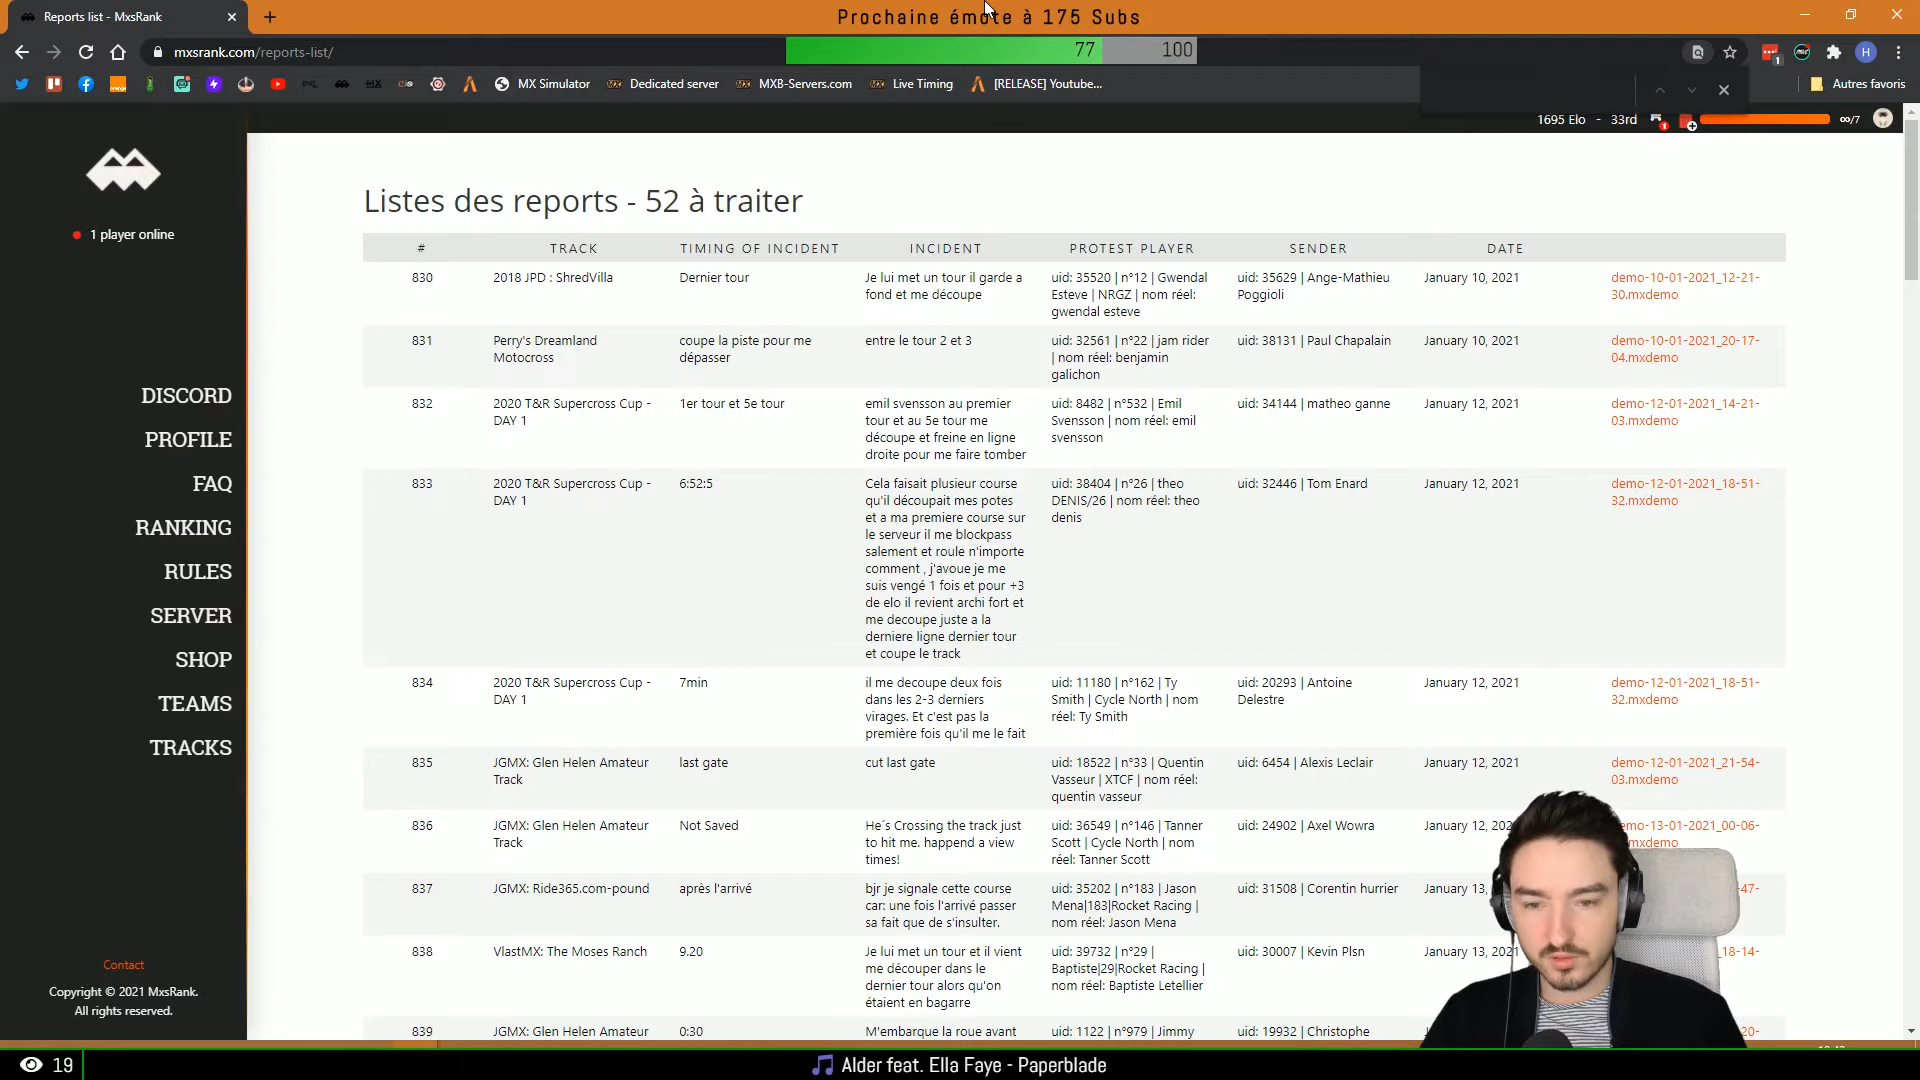 Reports list - MxsRank
Prochaine émote à 175 Subs
mxsrank.com/reports-list/
77
100
H
1
MX Simulator
Dedicated server
MXB-Servers.com
Live Timing
[RELEASE] Youtube...
Autres favoris
1695 Elo - 33rd
1
∞/7
1 player online
DISCORD
PROFILE
FAQ
RANKING
RULES
SERVER
SHOP
TEAMS
TRACKS
Contact
Copyright © 2021 MxsRank.
All rights reserved.
Listes des reports - 52 à traiter
# TRACK TIMING OF INCIDENT INCIDENT PROTEST PLAYER SENDER DATE
830
2018 JPD : ShredVilla
Dernier tour
Je lui met un tour il garde a
fond et me découpe
uid: 35520 | n°12 | Gwendal
Esteve | NRGZ | nom réel:
gwendal esteve
uid: 35629 | Ange-Mathieu
Poggioli
January 10, 2021
demo-10-01-2021_12-21-
30.mxdemo
831
Perry's Dreamland
Motocross
coupe la piste pour me
dépasser
entre le tour 2 et 3
uid: 32561 | n°22 | jam rider
| nom réel: benjamin
galichon
uid: 38131 | Paul Chapalain
January 10, 2021
demo-10-01-2021_20-17-
04.mxdemo
832
2020 T&R Supercross Cup -
DAY 1
1er tour et 5e tour
emil svensson au premier
tour et au 5e tour me
découpe et freine en ligne
droite pour me faire tomber
uid: 8482 | n°532 | Emil
Svensson | nom réel: emil
svensson
uid: 34144 | matheo ganne
January 12, 2021
demo-12-01-2021_14-21-
03.mxdemo
833
2020 T&R Supercross Cup -
DAY 1
6:52:5
Cela faisait plusieur course
qu'il découpait mes potes
et a ma premiere course sur
le serveur il me blockpass
salement et roule n'importe
comment , j'avoue je me
suis vengé 1 fois et pour +3
de elo il revient archi fort et
me decoupe juste a la
derniere ligne dernier tour
et coupe le track
uid: 38404 | n°26 | theo
DENIS/26 | nom réel: theo
denis
uid: 32446 | Tom Enard
January 12, 2021
demo-12-01-2021_18-51-
32.mxdemo
834
2020 T&R Supercross Cup -
DAY 1
7min
il me decoupe deux fois
dans les 2-3 derniers
virages. Et c'est pas la
première fois qu'il me le fait
uid: 11180 | n°162 | Ty
Smith | Cycle North | nom
réel: Ty Smith
uid: 20293 | Antoine
Delestre
January 12, 2021
demo-12-01-2021_18-51-
32.mxdemo
835
JGMX: Glen Helen Amateur
Track
last gate
cut last gate
uid: 18522 | n°33 | Quentin
Vasseur | XTCF | nom réel:
quentin vasseur
uid: 6454 | Alexis Leclair
January 12, 2021
demo-12-01-2021_21-54-
03.mxdemo
836
JGMX: Glen Helen Amateur
Track
Not Saved
He´s Crossing the track just
to hit me. happend a view
times!
uid: 36549 | n°146 | Tanner
Scott | Cycle North | nom
réel: Tanner Scott
uid: 24902 | Axel Wowra
January 12, 202
emo-13-01-2021_00-06-
mxdemo
837
JGMX: Ride365.com-pound
après l'arrivé
bjr je signale cette course
car: une fois l'arrivé passer
sa fait que de s'insulter.
uid: 35202 | n°183 | Jason
Mena|183|Rocket Racing |
nom réel: Jason Mena
uid: 31508 | Corentin hurrier
January 13,
-47-
838
VlastMX: The Moses Ranch
9.20
Je lui met un tour et il vient
me découper dans le
dernier tour alors qu'on
étaient en bagarre
uid: 39732 | n°29 |
Baptiste|29|Rocket Racing |
nom réel: Baptiste Letellier
uid: 30007 | Kevin Plsn
January 13, 2021
_18-14-
839
JGMX: Glen Helen Amateur
0:30
M'embarque la roue avant
uid: 1122 | n°979 | Jimmy
uid: 19932 | Christophe
20-
19
Alder feat. Ella Faye - Paperblade